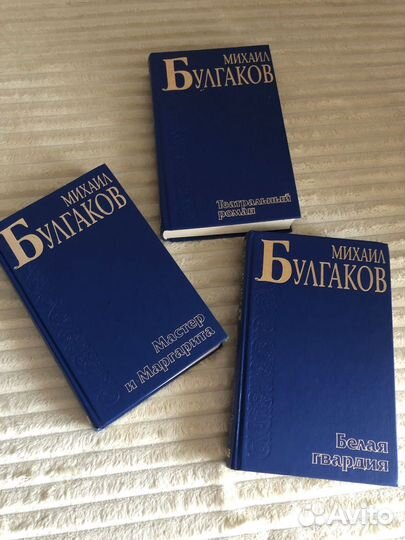 МИХАИЛ
БУЛГАКОВ
Театральный
роман
МИХАИЛ
БУЛГАКОВ
Мастер
и Маргарита
МИХАИЛ
БУЛГАКОВ
Белая
гвардия
Avito